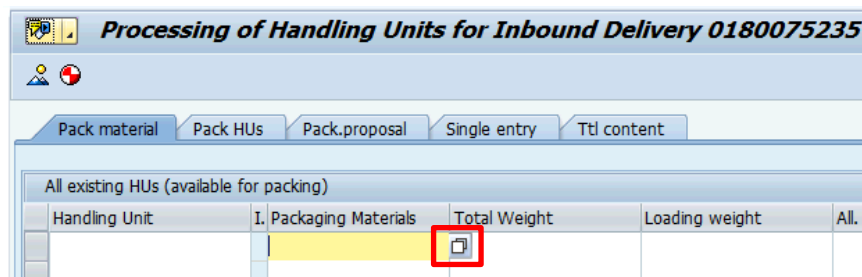 Processing of Handling Units for Inbound Delivery 0180075235
Pack material Pack HUs Pack.proposal Single entry Ttl content
All existing HUs (available for packing)
Handling Unit I. Packaging Materials Total Weight Loading weight All.